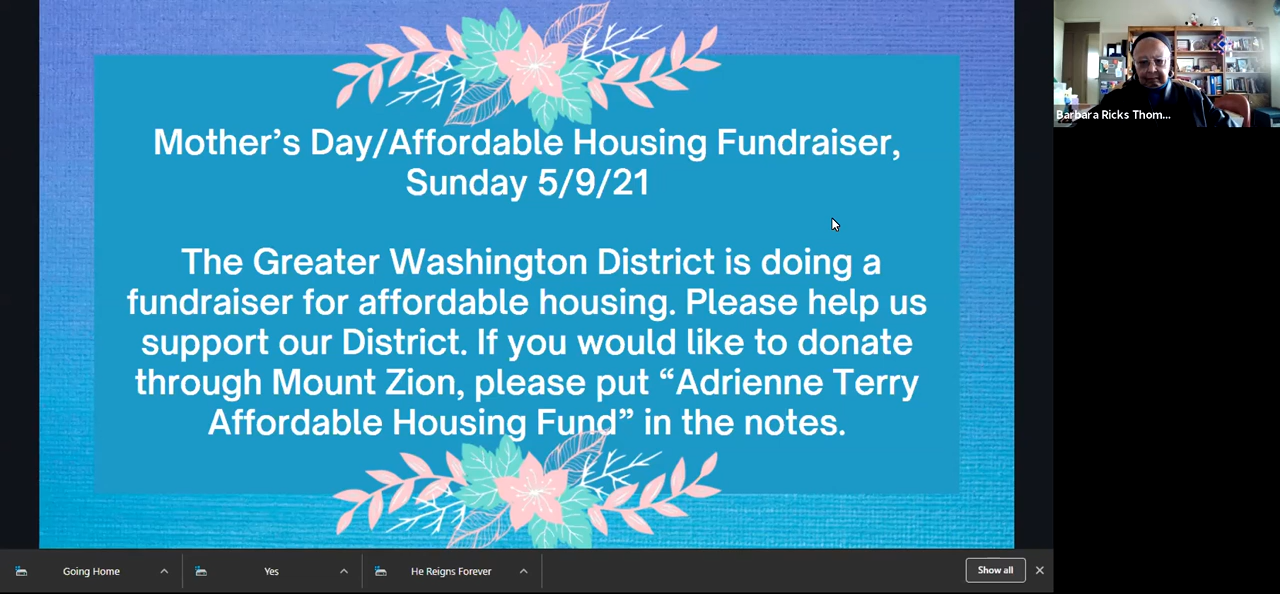 Mother's Day/Affordable Housing Fundraiser,
Sunday 5/9/21
The Greater Washington District is doing a
fundraiser for affordable housing. Please help us
support our District. If you would like to donate
through Mount Zion, please put “Adrienne Terry
Affordable Housing Fund” in the notes.
Barbara Ricks Thom...
Going Home
Yes
He Reigns Forever
Show all